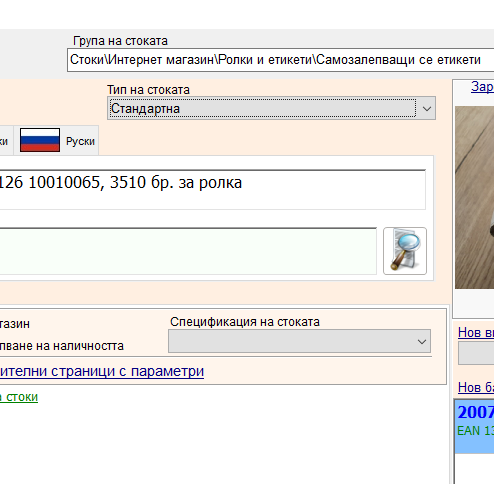 Група на стоката
Стоки\Интернет магазин\Ролки и етикети\Самозалепващи се етикети
Тип на стоката
Стандартна
Зар
ки
Руски
126 10010065, 3510 бр. за ролка
газин
Спецификация на стоката
пване на наличността
ителни страници с параметри
а стоки
Нов ви
Нов ба
2007
EAN 13